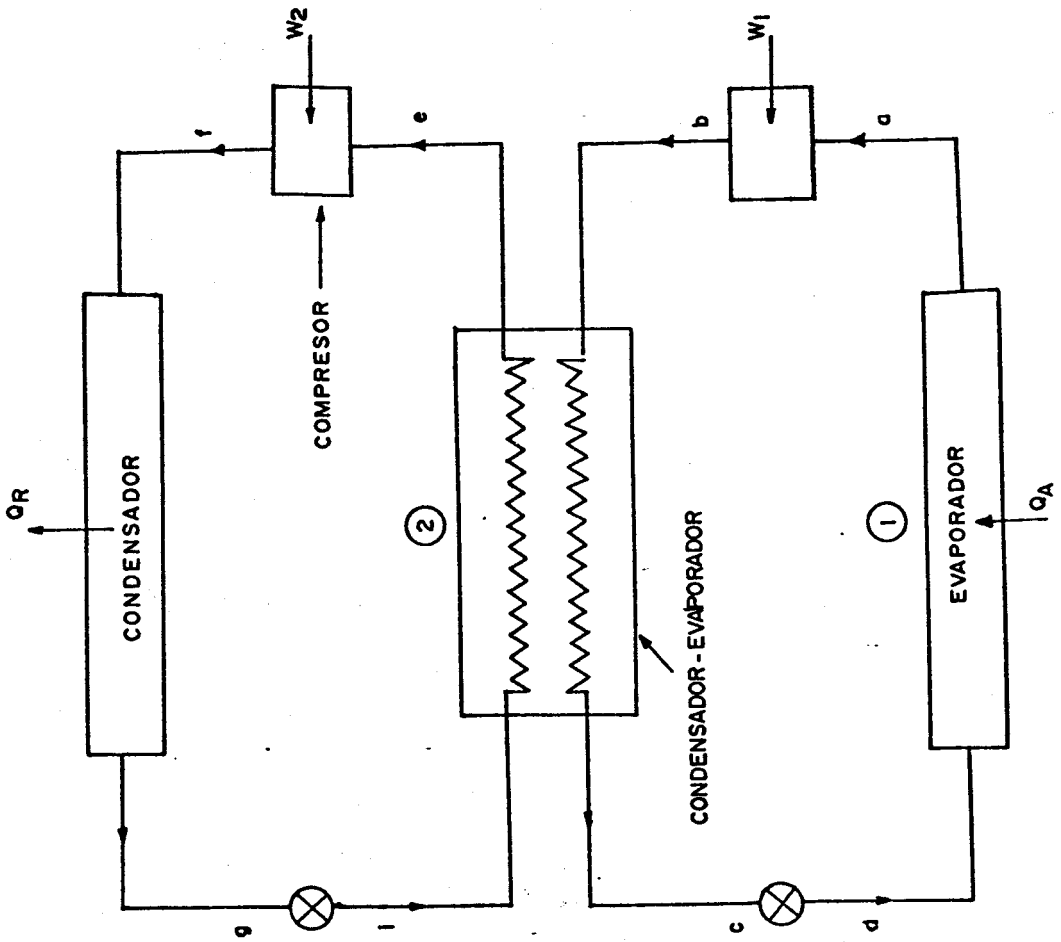 QR
CONDENSADOR
W2
f
COMPRESOR
e
g
i
2
CONDENSADOR-EVAPORADOR
b
W1
a
c
d
1
EVAPORADOR
QA